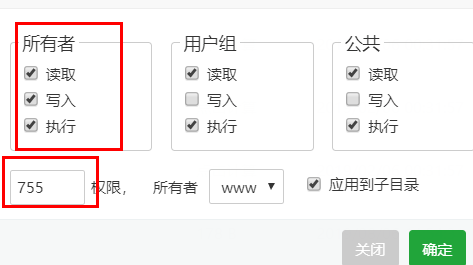 所有者 用户组 公共
读取 读取 读取
写入 写入 写入
执行 执行 执行
755 权限， 所有者 www 应用到子目录
关闭 确定